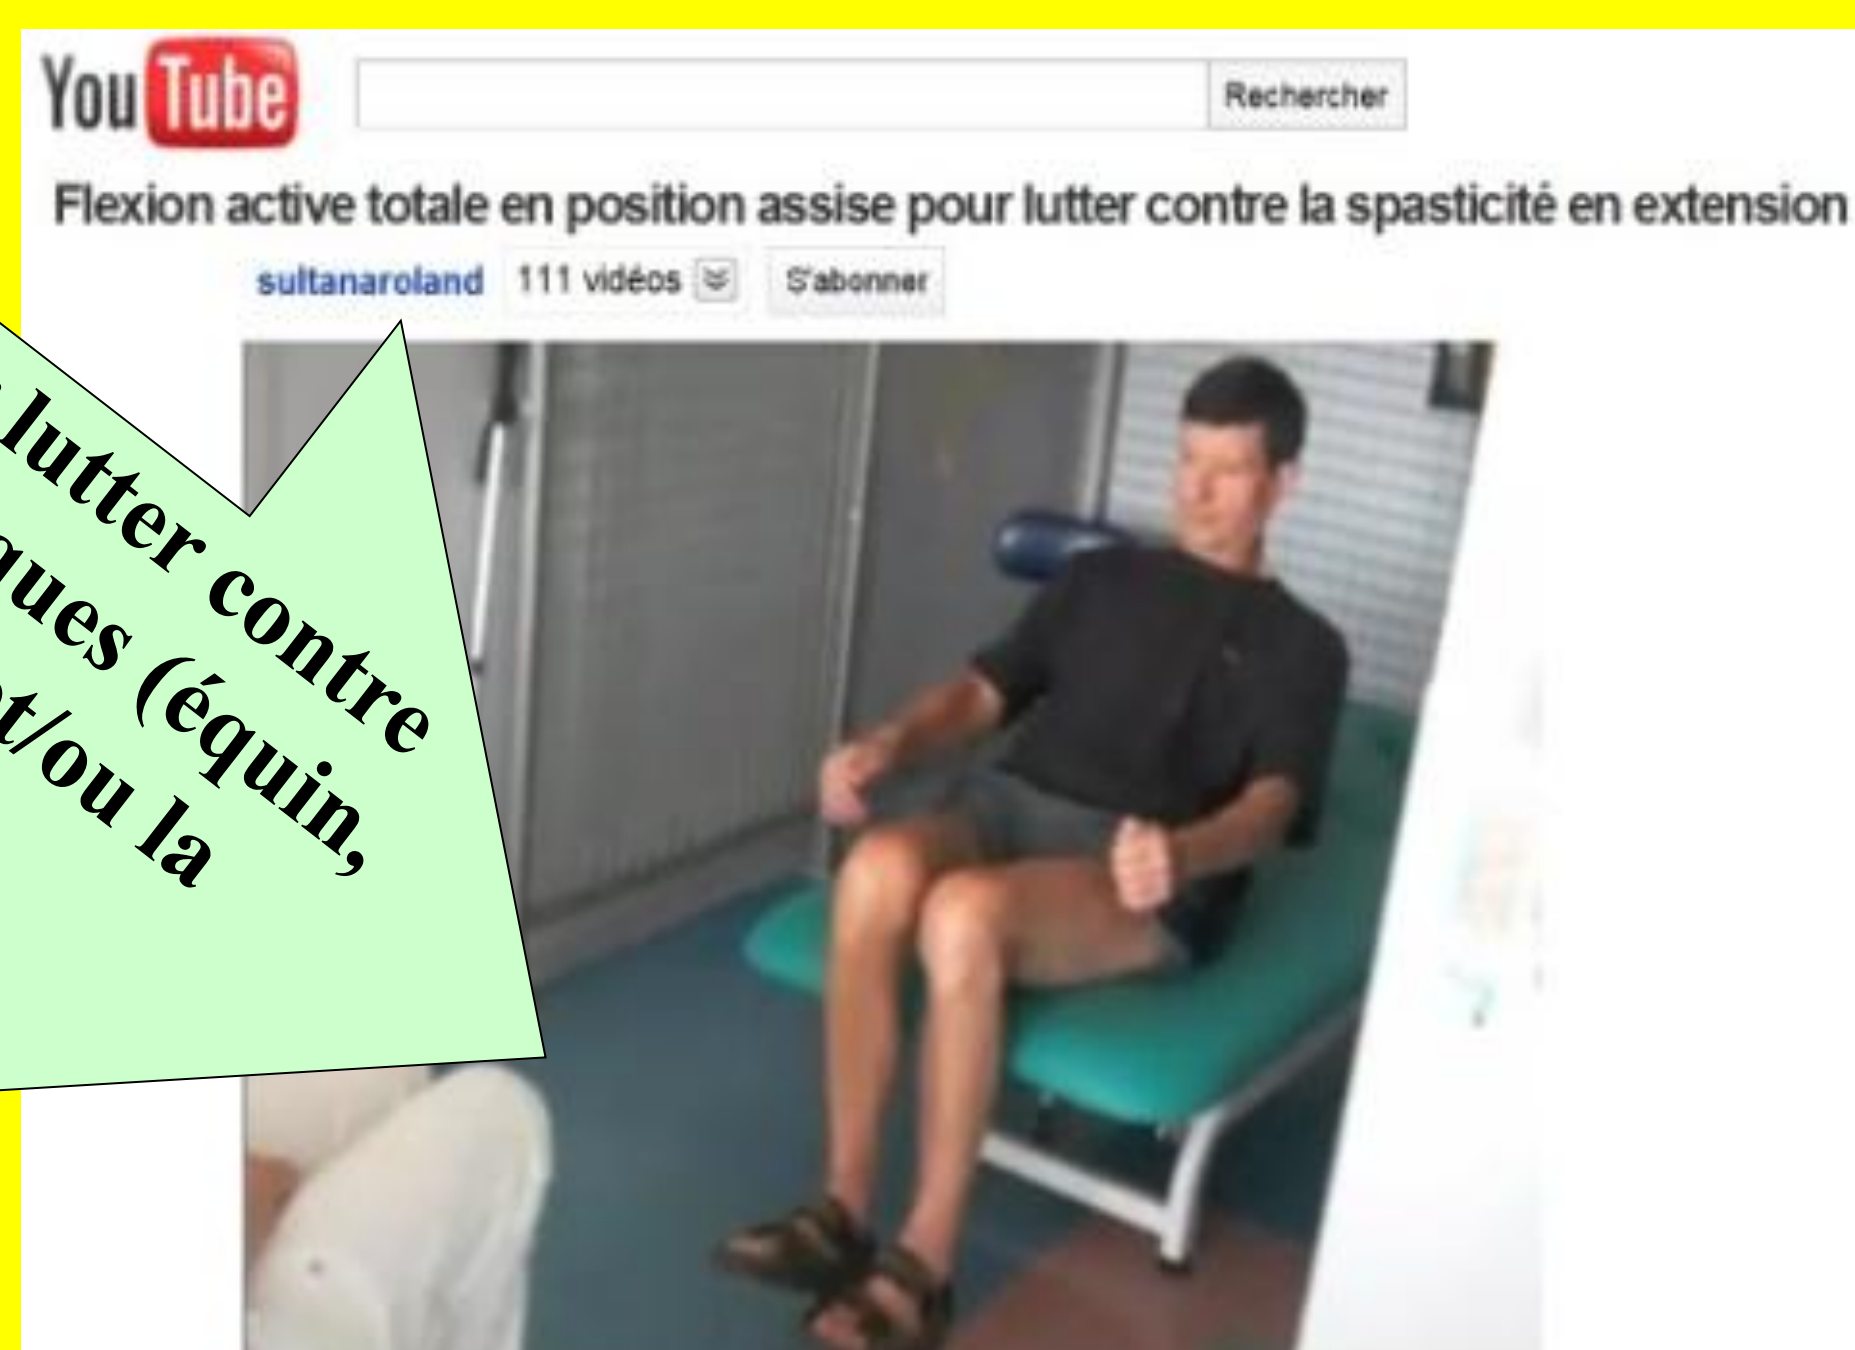 YouTube
Rechercher
Flexion active totale en position assise pour lutter contre la spasticité en extension
sultanaroland 111 vidéos S'abonner
lutter contre
(équin,
et/ou la